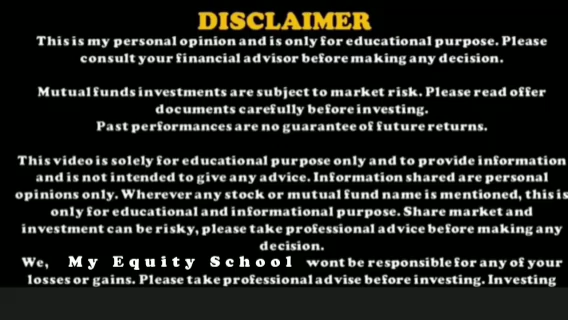 DISCLAIMER
This is my personal opinion and is only for educational purpose. Please
consult your financial advisor before making any decision.
Mutual funds investments are subject to market risk. Please read offer
documents carefully before investing.
Past performances are no guarantee of future returns.
This video is solely for educational purpose only and to provide information
and is not intended to give any advice. Information shared are personal
opinions only. Wherever any stock or mutual fund name is mentioned, this is
only for educational and informational purpose. Share market and
investment can be risky, please take professional advice before making any
decision.
We, My Equity School wont be responsible for any of your
losses or gains. Please take professional advise before investing. Investing